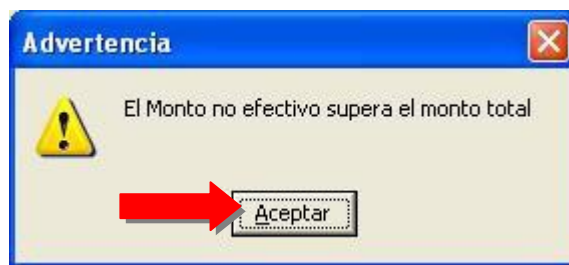 Advertencia
El Monto no efectivo supera el monto total
Aceptar